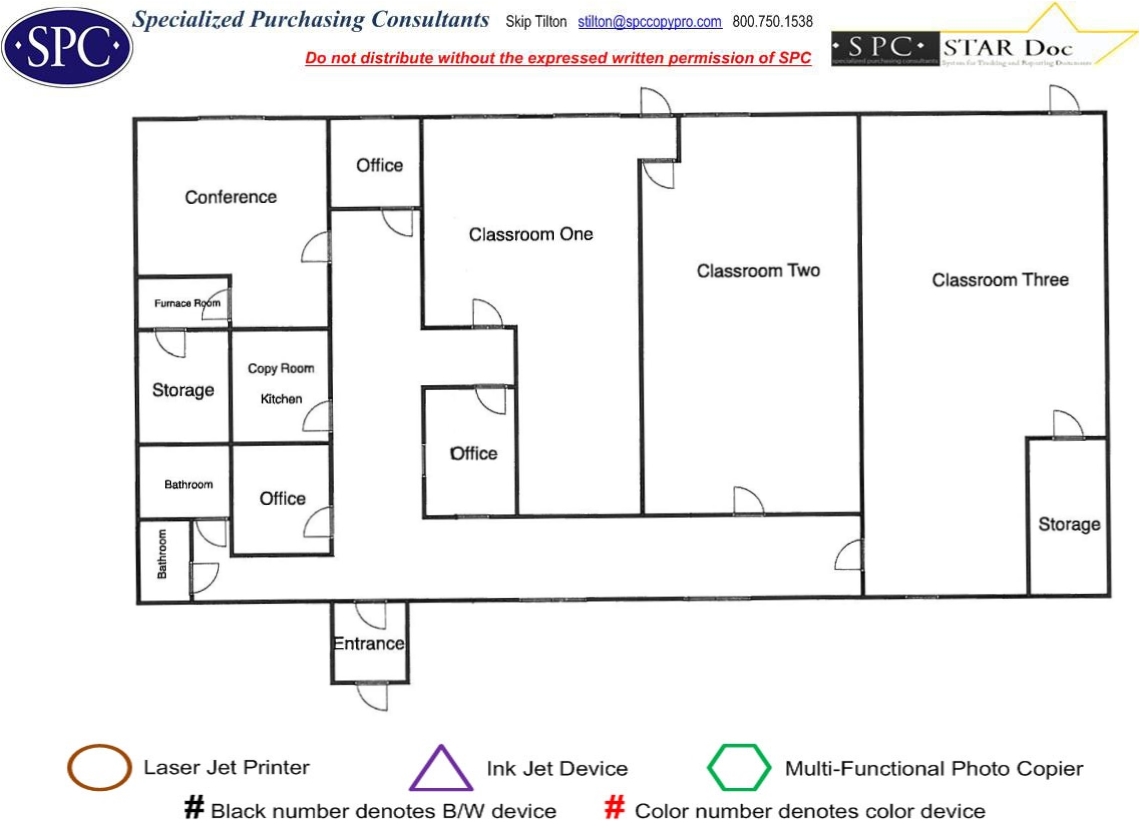 SPC
Specialized Purchasing Consultants Skip Tilton stilton@spccopypro.com 800.750.1538
Do not distribute without the expressed written permission of SPC
· S P C · STAR Doc
specialized purchasing consultants System for Tracking and Reporting Documents
Office
Conference
Classroom One
Classroom Two
Classroom Three
Furnace Room
Copy Room
Kitchen
Storage
Office
Bathroom
Office
Storage
Bathroom
Entrance
Laser Jet Printer
Ink Jet Device
Multi-Functional Photo Copier
# Black number denotes B/W device
# Color number denotes color device